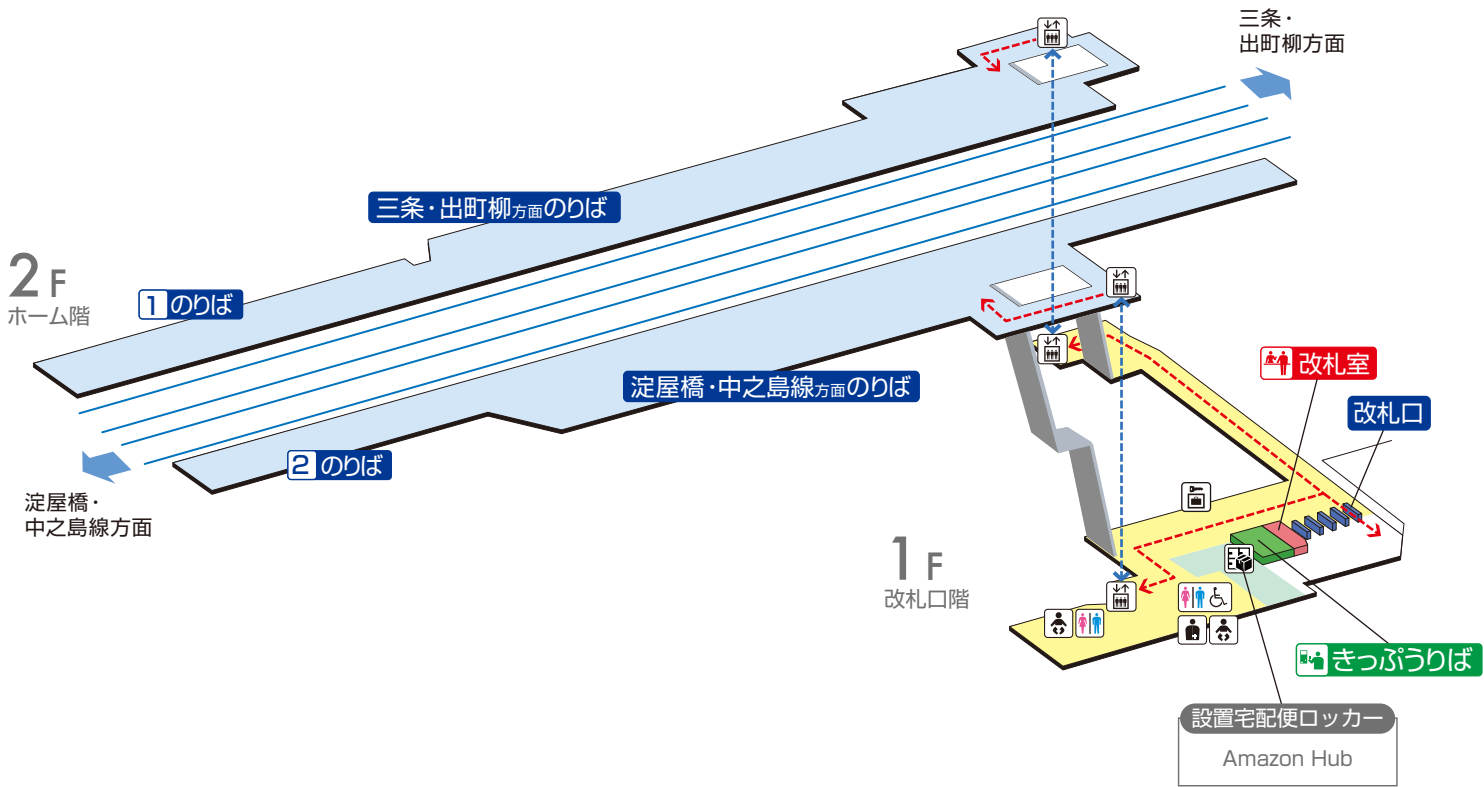 三条・
出町柳方面
三条・出町柳方面のりば
2F
ホーム階
1 のりば
淀屋橋・中之島線方面のりば
改札室
改札口
2 のりば
淀屋橋・
中之島線方面
1F
改札口階
きっぷうりば
設置宅配便ロッカー
Amazon Hub